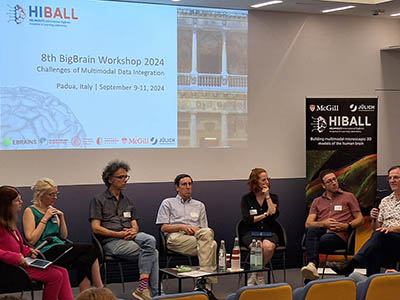 HIBALL
8th BigBrain Workshop 2024
Challenges of Multimodal Data Integration
Padua, Italy | September 9-11, 2024
EBRAINS
McGill
JÜLICH
McGill
JÜLICH
HIBALL
Building multimodal microscopic 3D
models of the human brain